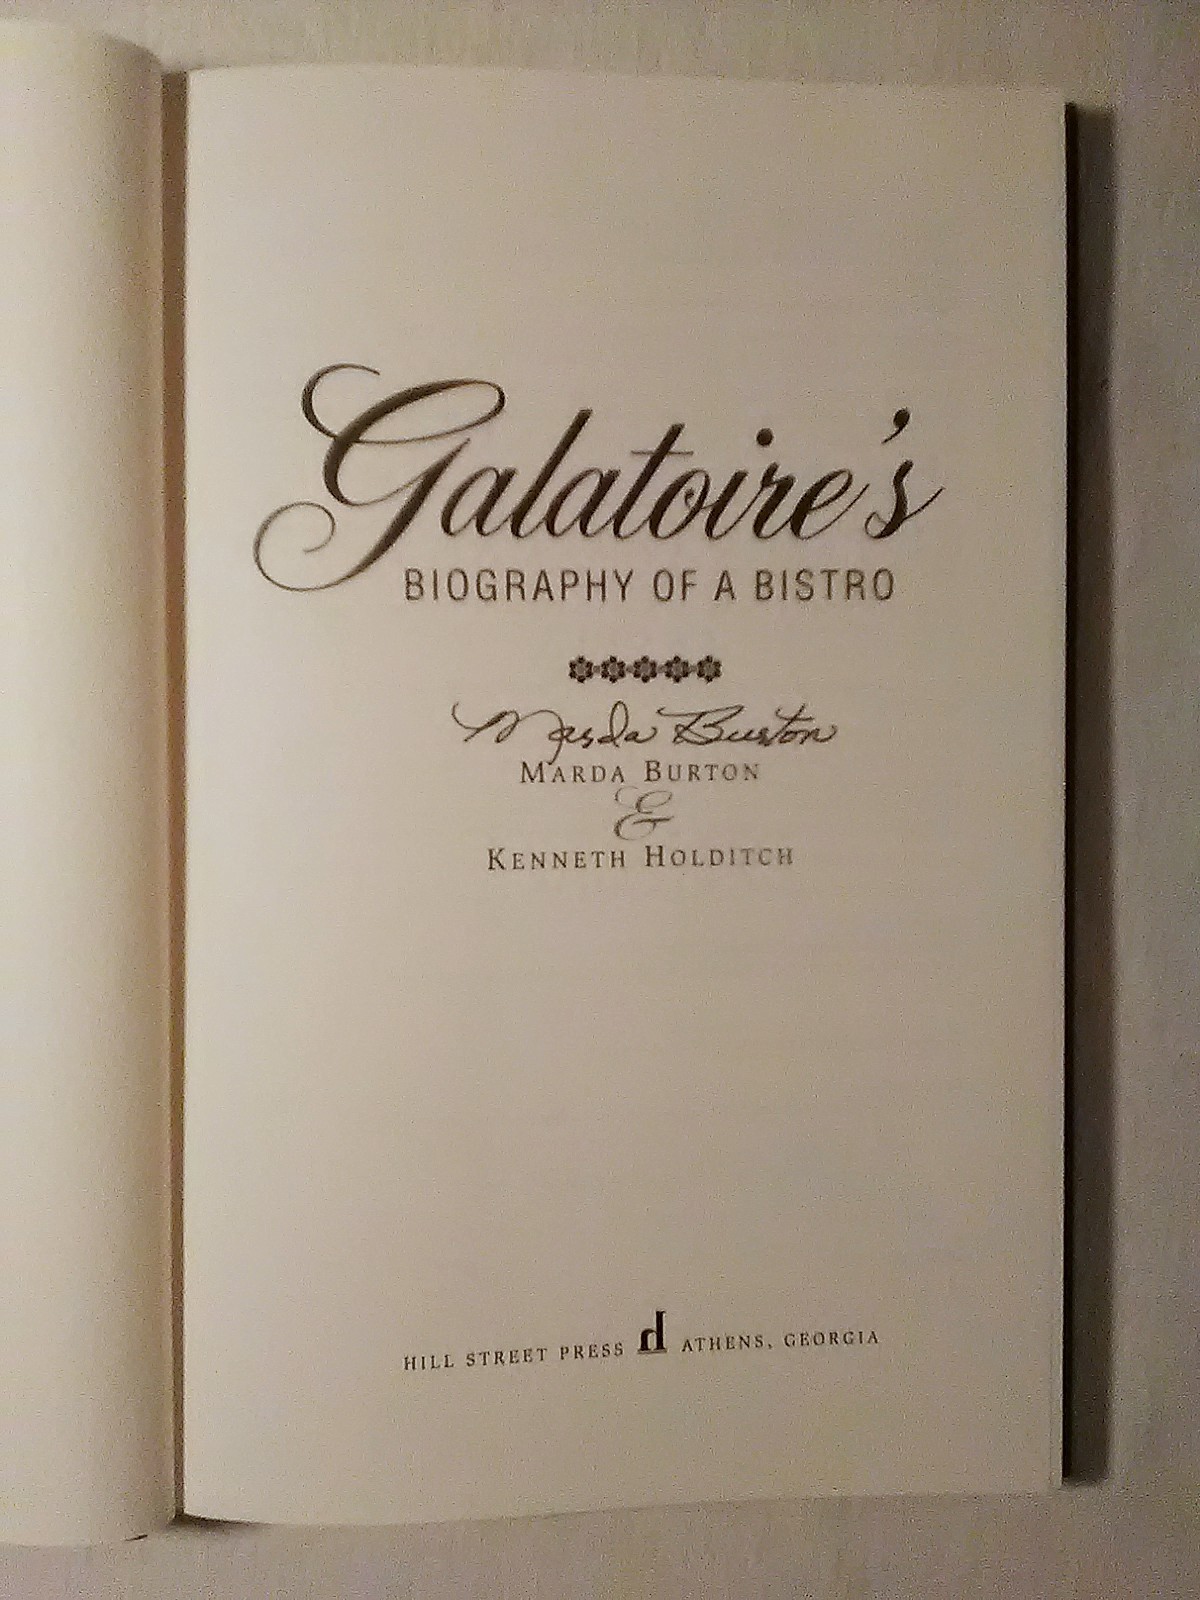 Galatoire's
BIOGRAPHY OF A BISTRO
Marda Burton
MARDA BURTON
&
KENNETH HOLDITCH
HILL STREET PRESS ATHENS, GEORGIA